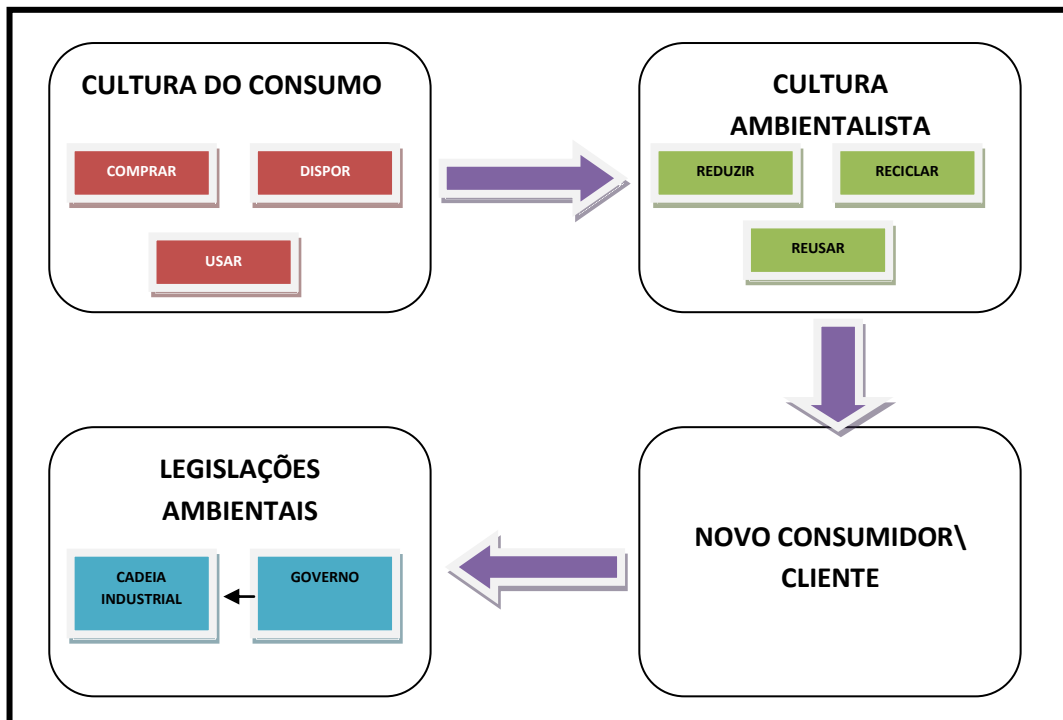 CULTURA DO CONSUMO
COMPRAR
DISPOR
USAR
CULTURA
AMBIENTALISTA
REDUZIR
RECICLAR
REUSAR
LEGISLAÇÕES
AMBIENTAIS
CADEIA
INDUSTRIAL
GOVERNO
NOVO CONSUMIDOR\
CLIENTE